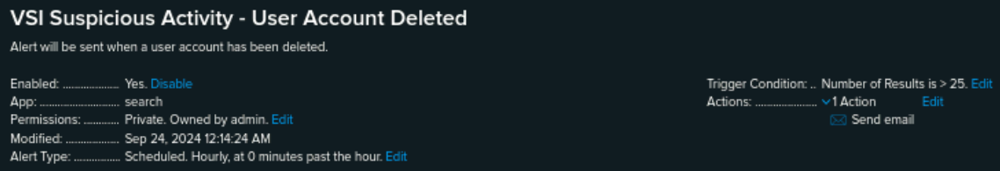 VSI Suspicious Activity - User Account Deleted
Alert will be sent when a user account has been deleted.
Enabled: .................... Yes. Disable
App: ............................ search
Permissions: ............ Private. Owned by admin. Edit
Modified: .................. Sep 24, 2024 12:14:24 AM
Alert Type: ................ Scheduled. Hourly, at 0 minutes past the hour. Edit
Trigger Condition: .. Number of Results is > 25. Edit
Actions: ..................... 1 Action Edit
Send email